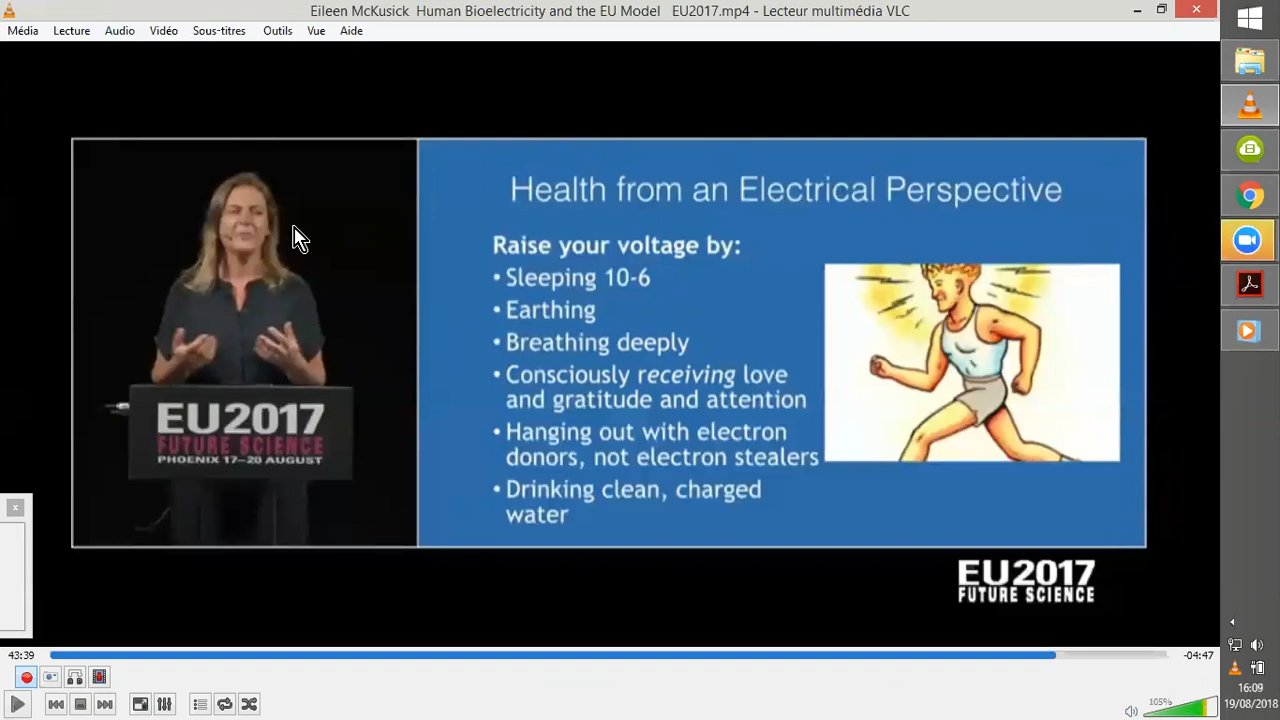 Eileen McKusick  Human Bioelectricity and the EU Model   EU2017.mp4 - Lecteur multimédia VLC
Média Lecture Audio Vidéo Sous-titres Outils Vue Aide
Health from an Electrical Perspective
Raise your voltage by:
• Sleeping 10-6
• Earthing
• Breathing deeply
• Consciously receiving love
and gratitude and attention
• Hanging out with electron
donors, not electron stealers
• Drinking clean, charged
water
EU2017
FUTURE SCIENCE
PHOENIX 17-20 AUGUST
EU2017
FUTURE SCIENCE
43:39 -04:47
105%
16:09
19/08/2018